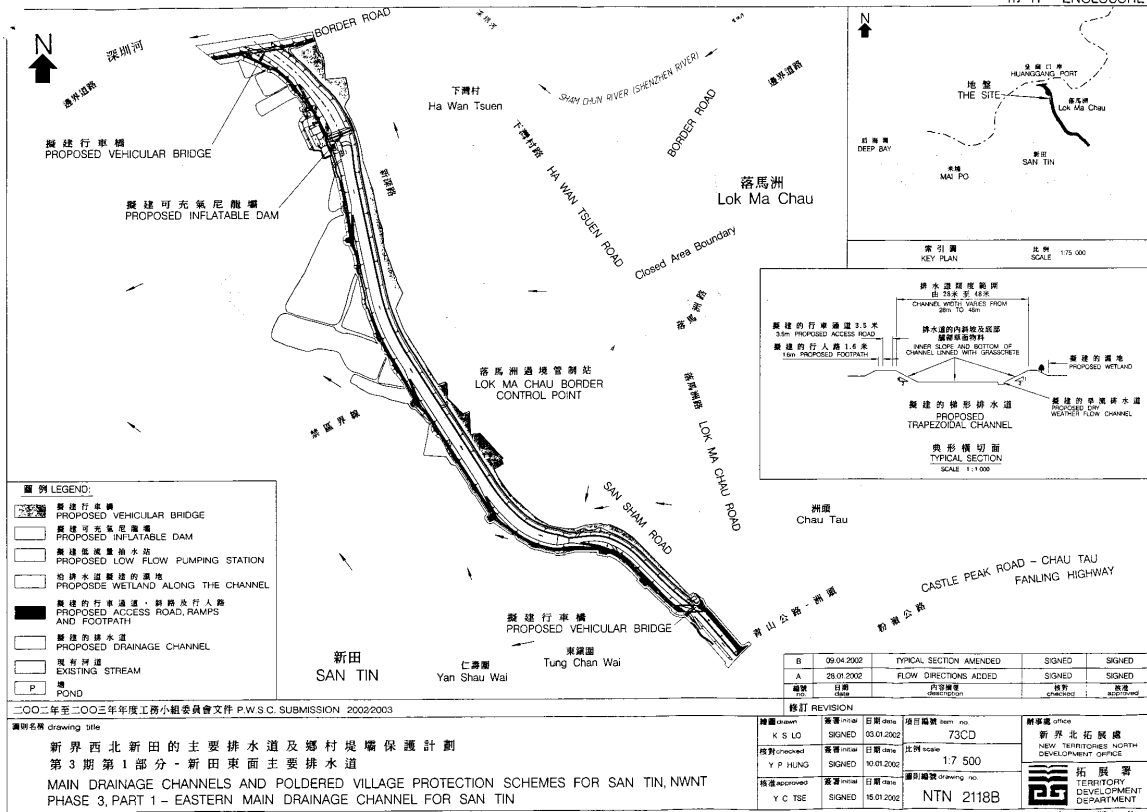 附件 ENCLOSURE
N
深圳河
BORDER ROAD
深圳河
邊界道路
擬建行車橋
PROPOSED VEHICULAR BRIDGE
擬建可充氣尼龍壩
PROPOSED INFLATABLE DAM
下灣村
Ha Wan Tsuen
SHAM CHUN RIVER (SHENZHEN RIVER)
邊界道路
BORDER ROAD
下灣村路 HA WAN TSUEN ROAD
新深路
落馬洲
Lok Ma Chau
Closed Area Boundary
落馬洲路
落馬洲過境管制站
LOK MA CHAU BORDER
CONTROL POINT
落馬洲路 LOK MA CHAU ROAD
禁區界線
SAN SHAM ROAD
洲頭
Chau Tau
CASTLE PEAK ROAD - CHAU TAU
FANLING HIGHWAY
青山公路-洲頭
粉嶺公路
擬建行車橋
PROPOSED VEHICULAR BRIDGE
東鎮圍
Tung Chan Wai
仁壽圍
Yan Shau Wai
新田
SAN TIN
N
皇崗口岸
HUANGGANG PORT
地盤
THE SITE
落馬洲
Lok Ma Chau
后海灣
DEEP BAY
新田
SAN TIN
米埔
MAI PO
索引圖
KEY PLAN
比例
SCALE 1:75 000
排水道闊度範圍
由 28米 至 48米
CHANNEL WIDTH VARIES FROM
28m TO 48m
擬建的行車通道 3.5 米
3.5m PROPOSED ACCESS ROAD
擬建的行人路 1.6 米
1.6m PROPOSED FOOTPATH
排水道的內斜坡及底部
鋪砌草面物料
INNER SLOPE AND BOTTOM OF
CHANNEL LINNED WITH GRASSCRETE
擬建的濕地
PROPOSED WETLAND
擬建的旱流排水道
PROPOSED DRY
WEATHER FLOW CHANNEL
擬建的梯形排水道
PROPOSED
TRAPEZOIDAL CHANNEL
典形橫切面
TYPICAL SECTION
SCALE 1:1 000
圖例 LEGEND:
擬建行車橋
PROPOSED VEHICULAR BRIDGE
擬建可充氣尼龍壩
PROPOSED INFLATABLE DAM
擬建低流量抽水站
PROPOSED LOW FLOW PUMPING STATION
沿排水道擬建的濕地
PROPOSDE WETLAND ALONG THE CHANNEL
擬建的行車通道，斜路及行人路
PROPOSED ACCESS ROAD, RAMPS
AND FOOTPATH
擬建的排水道
PROPOSED DRAINAGE CHANNEL
現有河道
EXISTING STREAM
P 塘
POND
二〇〇二年至二〇〇三年年度工務小組委員會文件 P.W.S.C. SUBMISSION 2002/2003
圖則名稱 drawing title
新界西北新田的主要排水道及鄉村堤壩保護計劃
第 3 期第 1 部分 - 新田東面主要排水道
MAIN DRAINAGE CHANNELS AND POLDERED VILLAGE PROTECTION SCHEMES FOR SAN TIN, NWNT
PHASE 3, PART 1 - EASTERN MAIN DRAINAGE CHANNEL FOR SAN TIN
B 09.04.2002 TYPICAL SECTION AMENDED SIGNED SIGNED
A 28.01.2002 FLOW DIRECTIONS ADDED SIGNED SIGNED
編號 no. 日期 date 內容摘要 description 核對 checked 核准 approved
修訂 REVISION
繪圖 drawn 簽署 initial 日期 date 項目編號 item no. 辦事處 office
K S LO SIGNED 03.01.2002 73CD 新界北拓展處
NEW TERRITORIES NORTH
DEVELOPMENT OFFICE
核對 checked 簽署 initial 日期 date 比例 scale
Y P HUNG SIGNED 10.01.2002 1:7 500
核准 approved 簽署 initial 日期 date 圖則編號 drawing no.
Y C TSE SIGNED 15.01.2002 NTN 2118B
拓展署
TERRITORY
DEVELOPMENT
DEPARTMENT